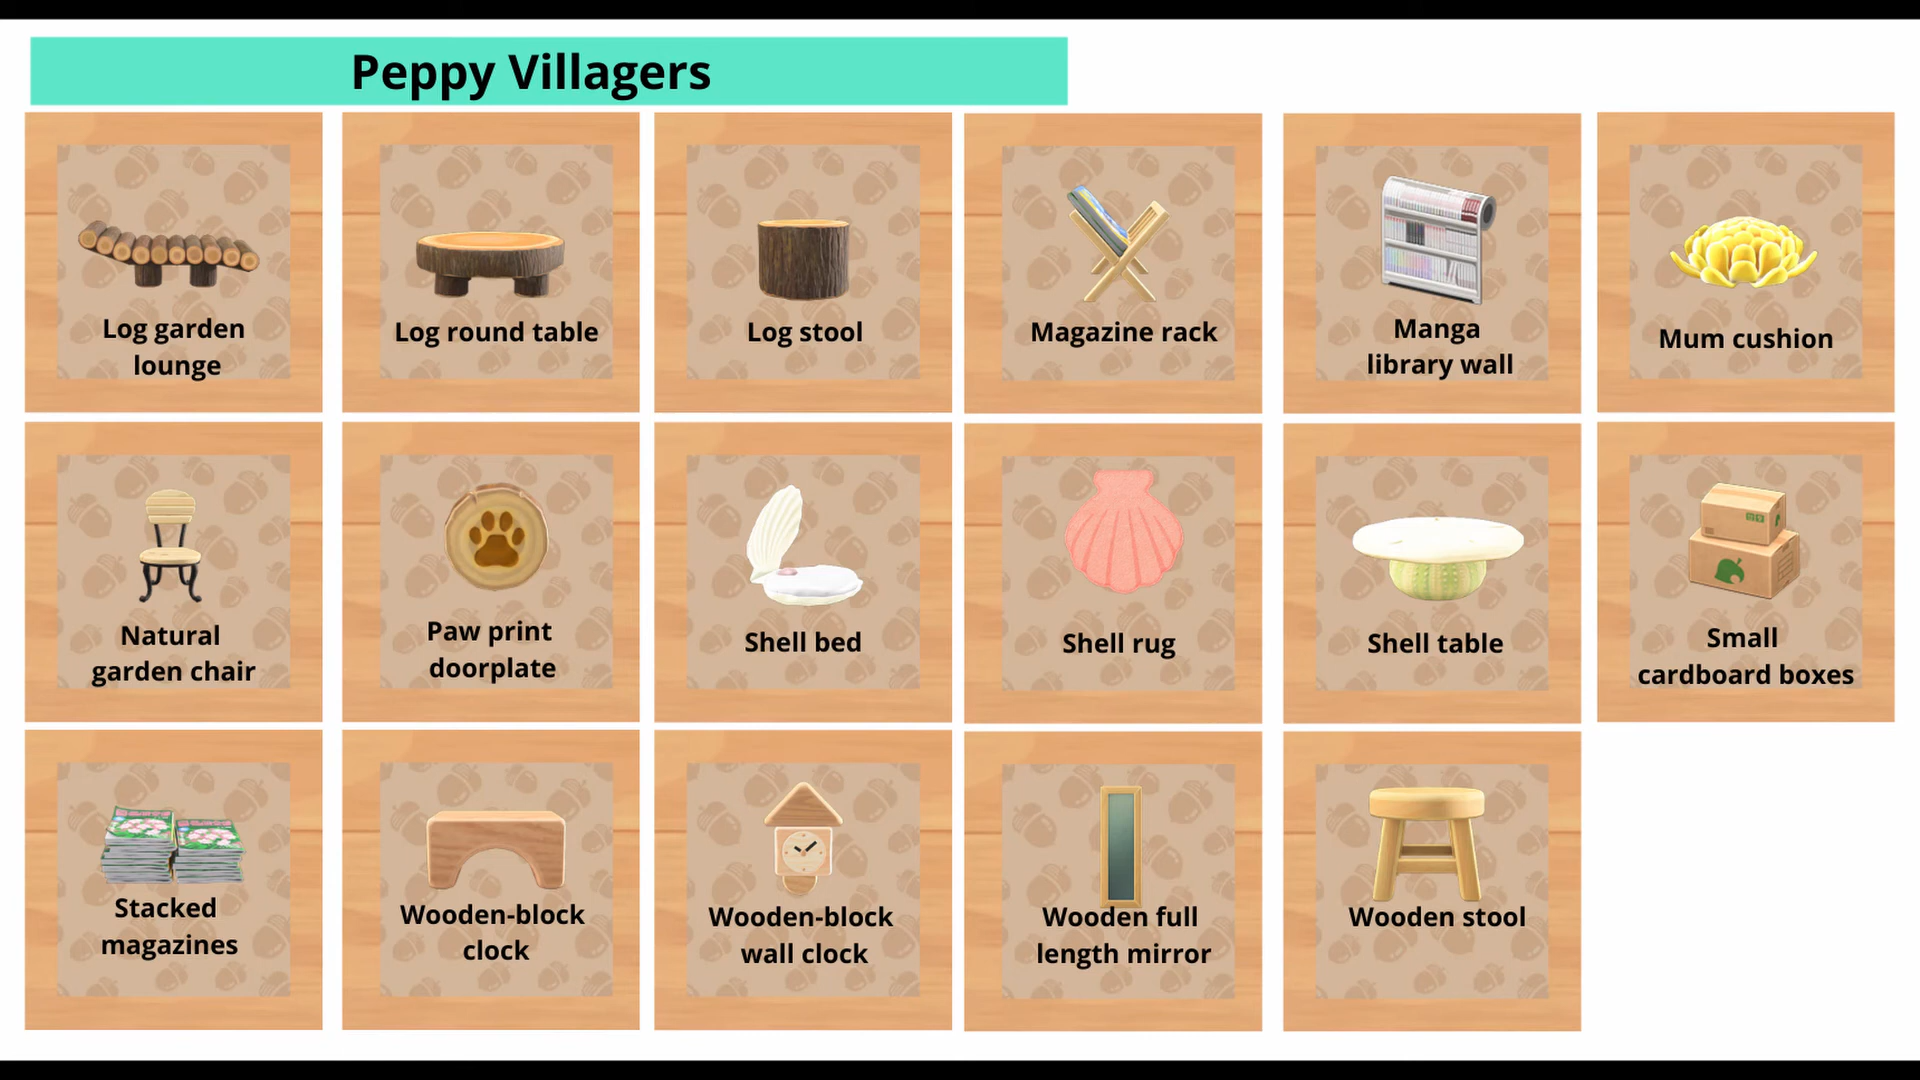 Peppy Villagers
Log garden
lounge
Log round table
Log stool
Magazine rack
Manga
library wall
Mum cushion
Natural
garden chair
Paw print
doorplate
Shell bed
Shell rug
Shell table
Small
cardboard boxes
Stacked
magazines
Wooden-block
clock
Wooden-block
wall clock
Wooden full
length mirror
Wooden stool